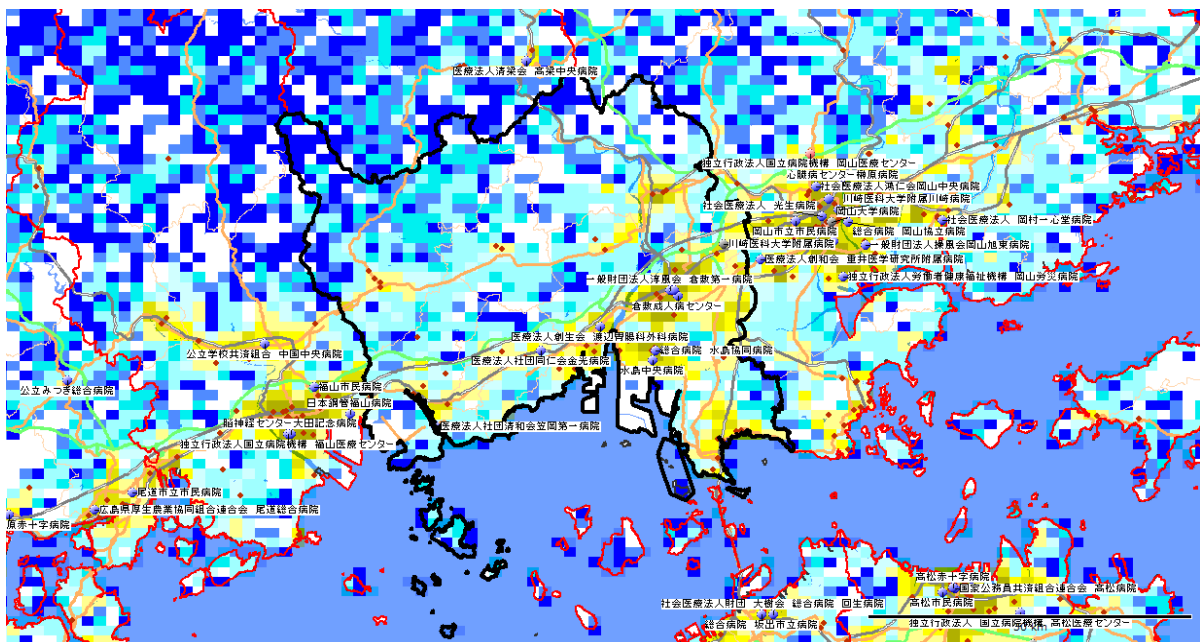 医療法人清梁会 高梁中央病院
独立行政法人国立病院機構 岡山医療センター
心臓病センター榊原病院
社会医療法人鴻仁会岡山中央病院
川崎医科大学附属川崎病院
社会医療法人 光生病院
岡山大学病院
社会医療法人 岡村一心堂病院
岡山市立市民病院
総合病院 岡山協立病院
川崎医科大学附属病院
一般財団法人操風会岡山旭東病院
医療法人創和会 重井医学研究所附属病院
一般財団法人淳風会 倉敷第一病院
独立行政法人労働者健康福祉機構 岡山労災病院
倉敷成人病センター
医療法人創生会 渡辺胃腸科外科病院
公立学校共済組合 中国中央病院
総合病院 水島協同病院
医療法人社団同仁会金光病院
水島中央病院
公立みつぎ総合病院
福山市民病院
日本鋼管福山病院
脳神経センター大田記念病院
医療法人社団清和会笠岡第一病院
独立行政法人国立病院機構 福山医療センター
尾道市立市民病院
広島県厚生農業協同組合連合会 尾道総合病院
原赤十字病院
高松赤十字病院
国家公務員共済組合連合会 高松病院
高松市民病院
社会医療法人財団 大樹会 総合病院 回生病院
総合病院 坂出市立病院
独立行政法人 国立病院機構 高松医療センター